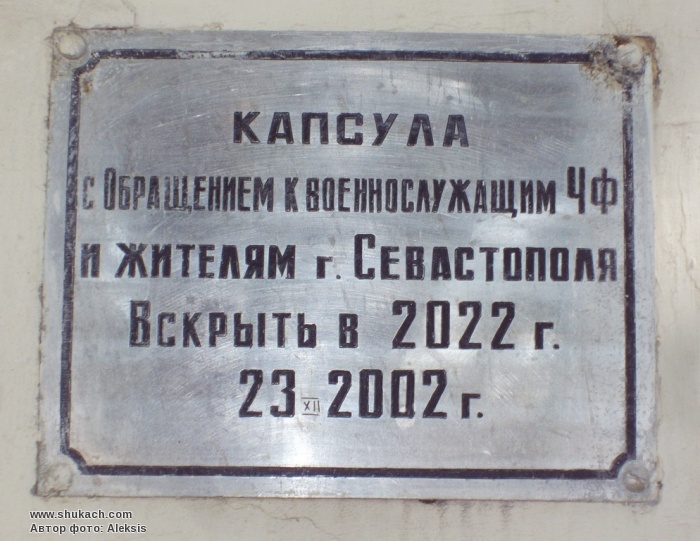 КАПСУЛА
с Обращением к военнослужащим ЧФ
и жителям г. Севастополя
Вскрыть в 2022 г.
23 XII 2002 г.
www.shukach.com
Автор фото: Aleksis